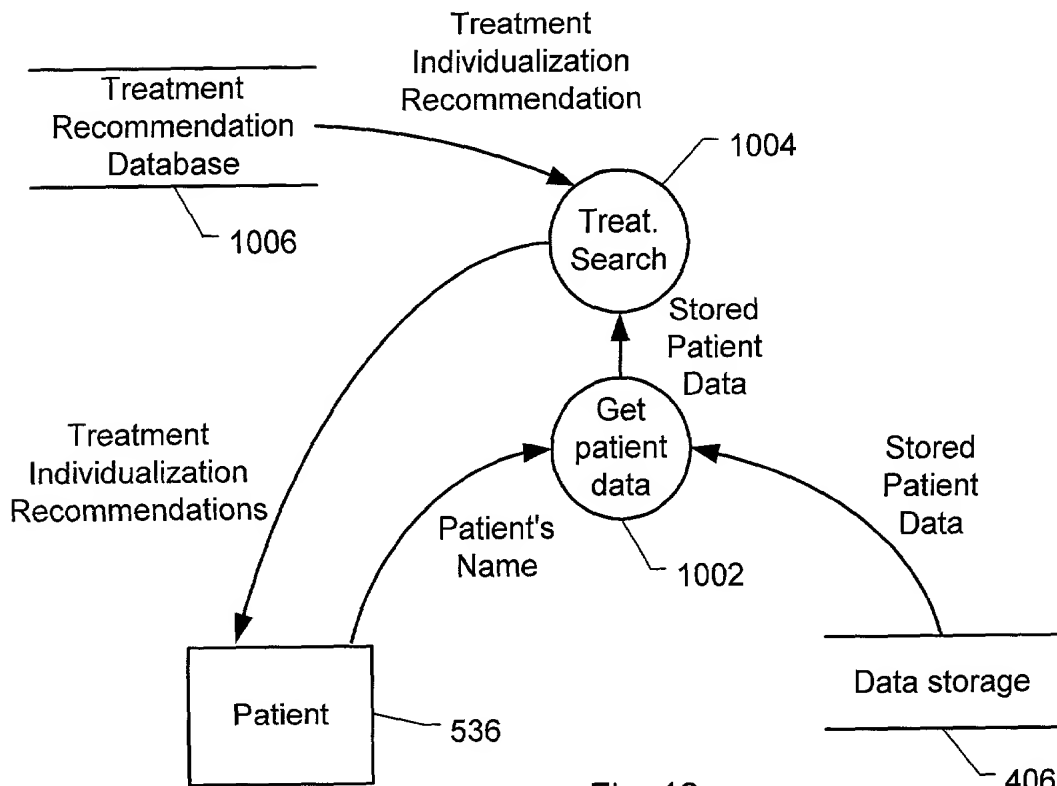 Treatment
Individualization
Recommendation
Treatment
Recommendation
Database
1006
1004
Treat.
Search
Stored
Patient
Data
Get
patient
data
1002
Treatment
Individualization
Recommendations
Patient's
Name
Stored
Patient
Data
Patient
536
Data storage
406